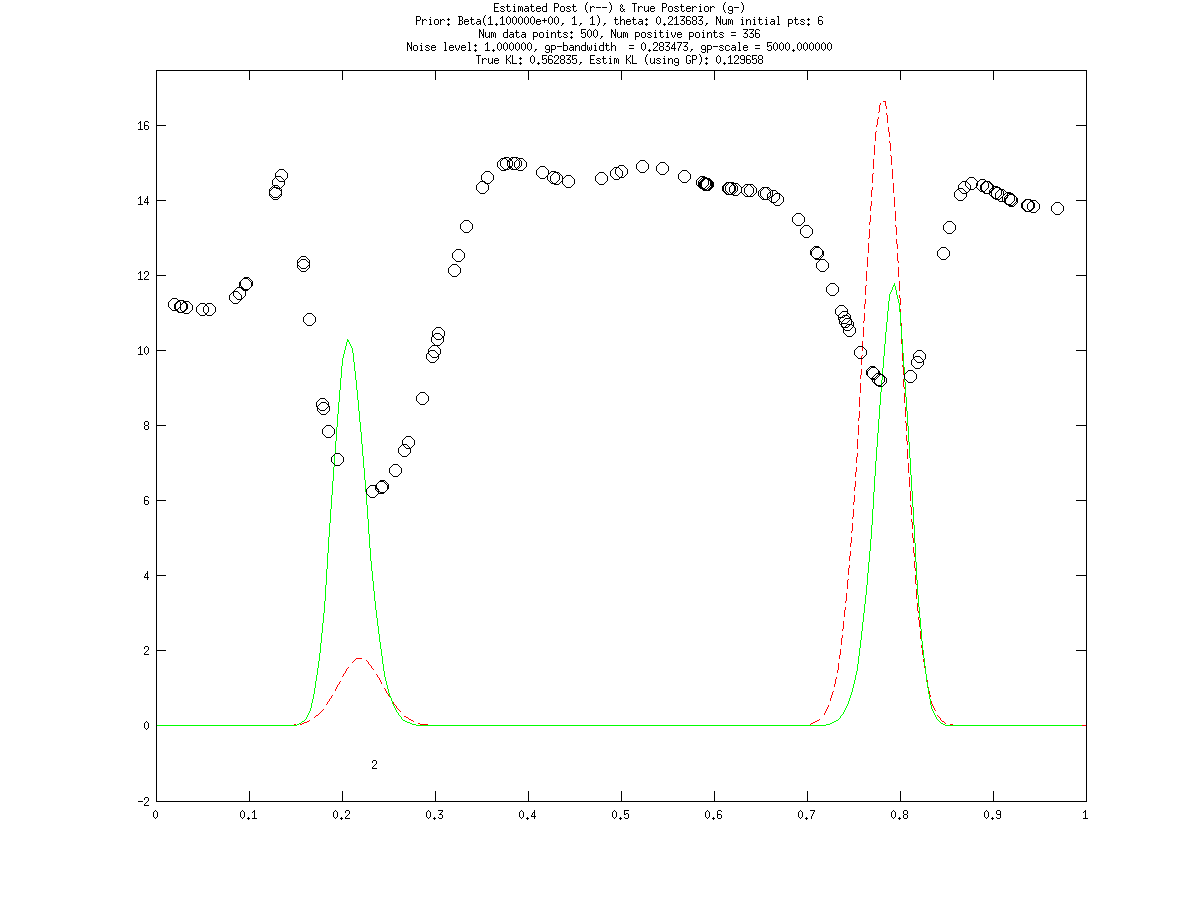 Estimated Post (r--) & True Posterior (g-)
Prior: Beta(1.100000e+00, 1, 1), theta: 0.213683, Num initial pts: 6
Num data points: 500, Num positive points = 336
Noise level: 1.000000, gp-bandwidth  = 0.283473, gp-scale = 5000.000000
True KL: 0.562835, Estim KL (using GP): 0.129658
16
14
12
10
8
6
4
2
0
2
-2
0 0.1 0.2 0.3 0.4 0.5 0.6 0.7 0.8 0.9 1